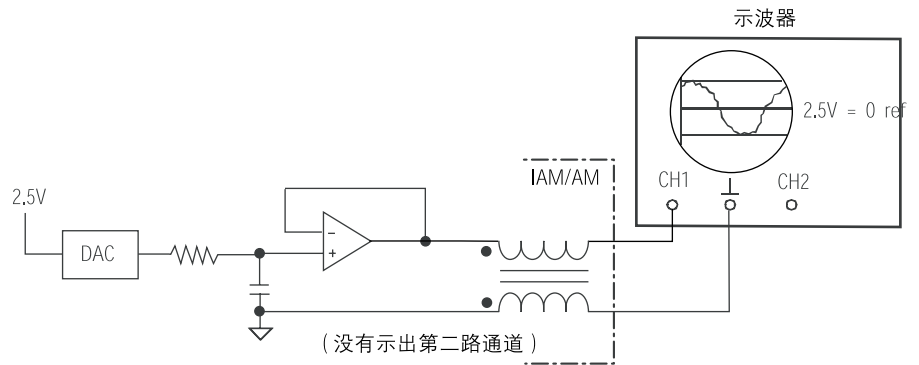 示波器
2.5V = 0 ref
IAM/AM
CH1
CH2
2.5V
DAC
−
+
(没有示出第二路通道)